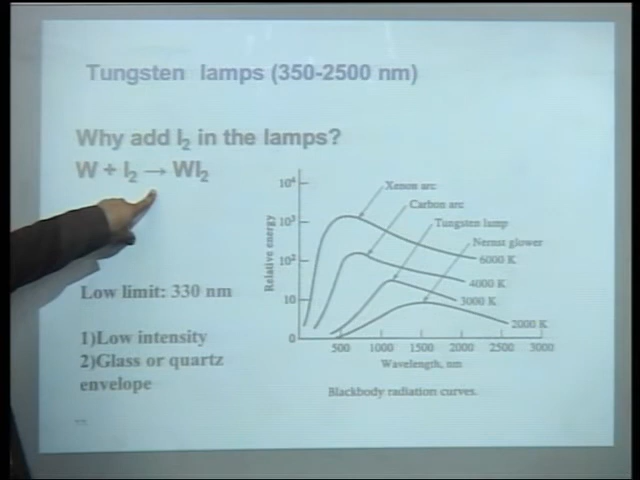 Tungsten lamps (350-2500 nm)
Why add I2 in the lamps?
W + I2 → WI2
Low limit: 330 nm
1)Low intensity
2)Glass or quartz
envelope
Relative energy
10⁴
10³
10²
10
0
Xenon arc
Carbon arc
Tungsten lamp
Nernst glower
6000 K
4000 K
3000 K
2000 K
500 1000 1500 2000 2500 3000
Wavelength, nm
Blackbody radiation curves.